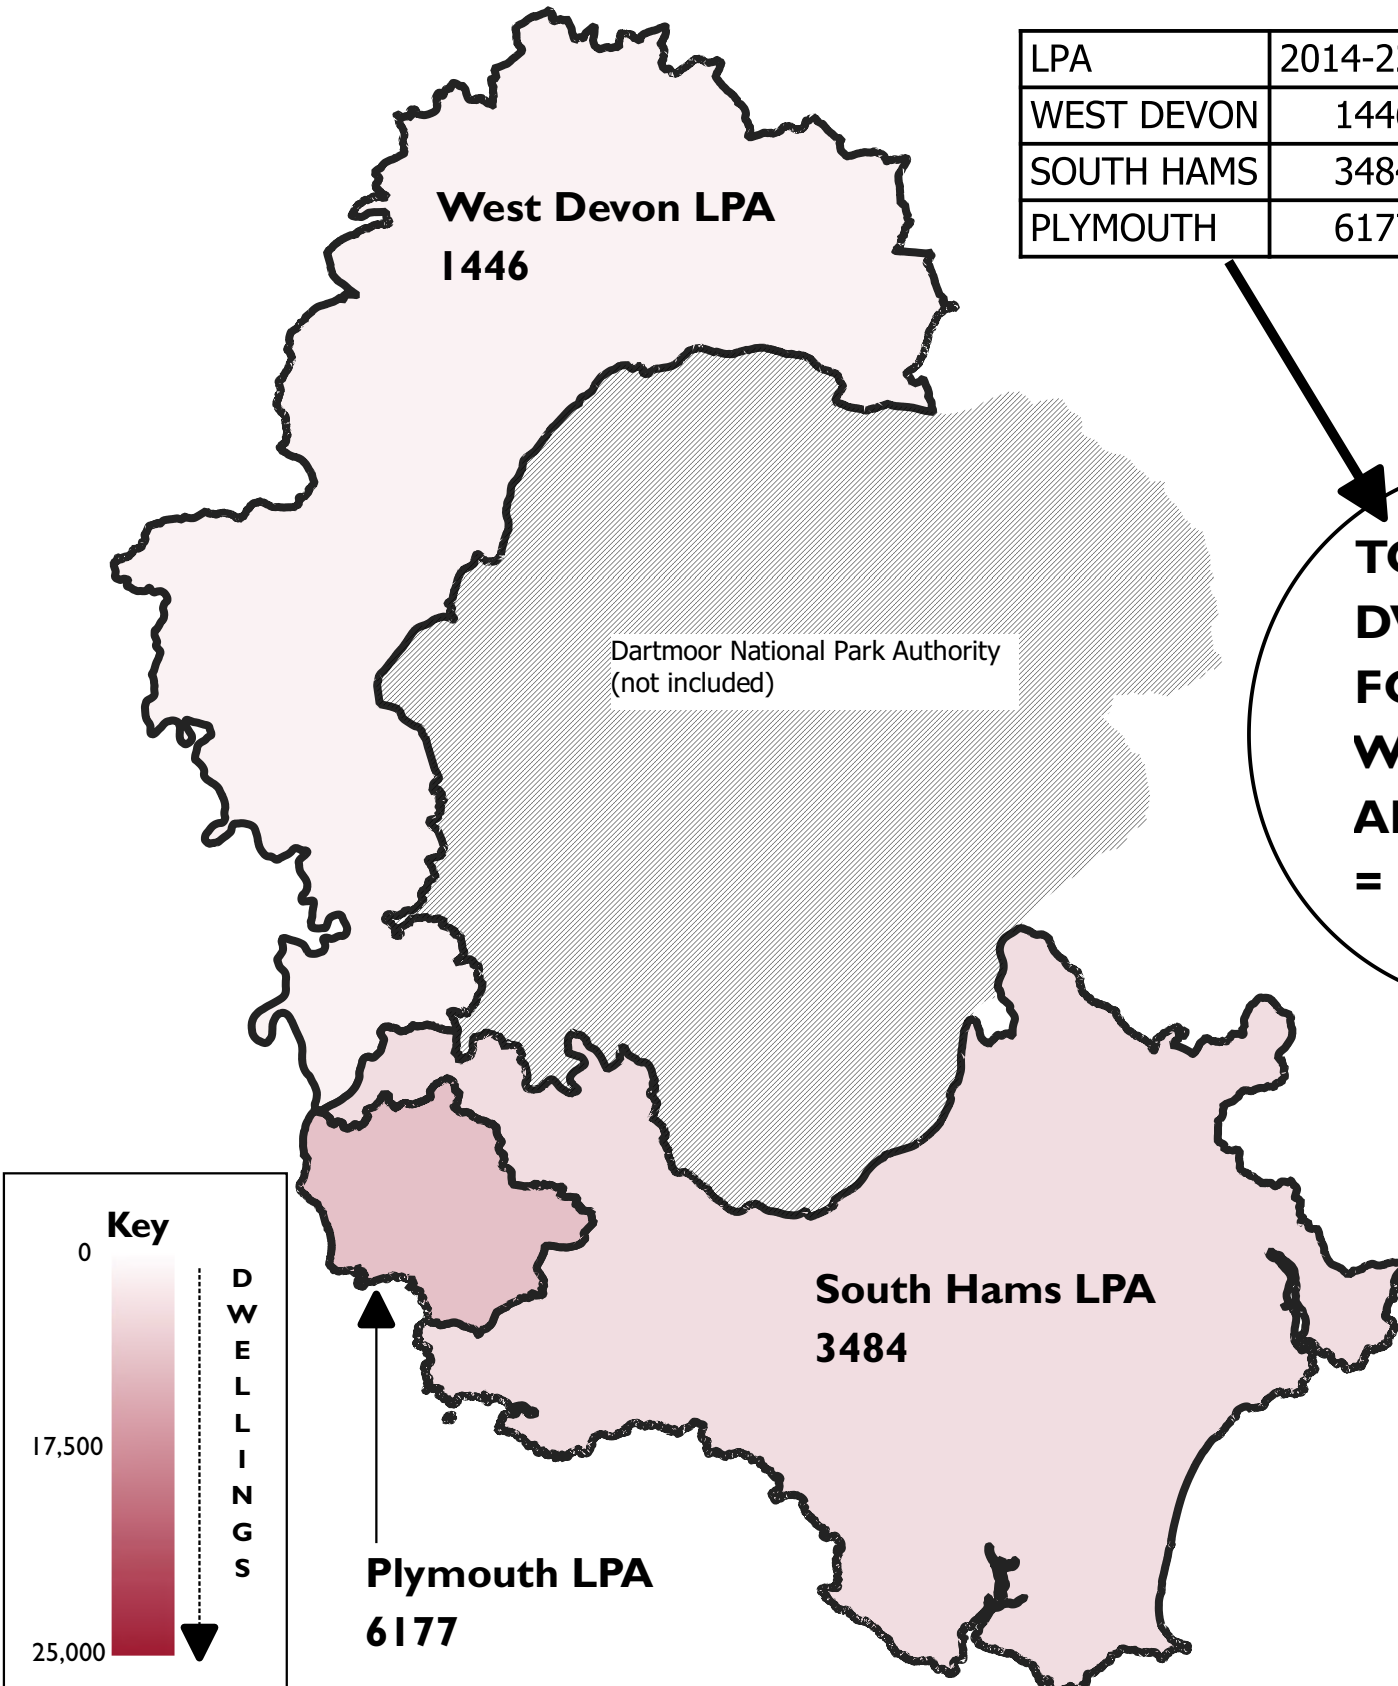 LPA
WEST DEVON
SOUTH HAMS
PLYMOUTH
West Devon LPA
1446
Dartmoor National Park Authority
(not included)
=
South Hams LPA
3484
Plymouth LPA
6177
Key
0
17,500
25,000
DWELLINGS